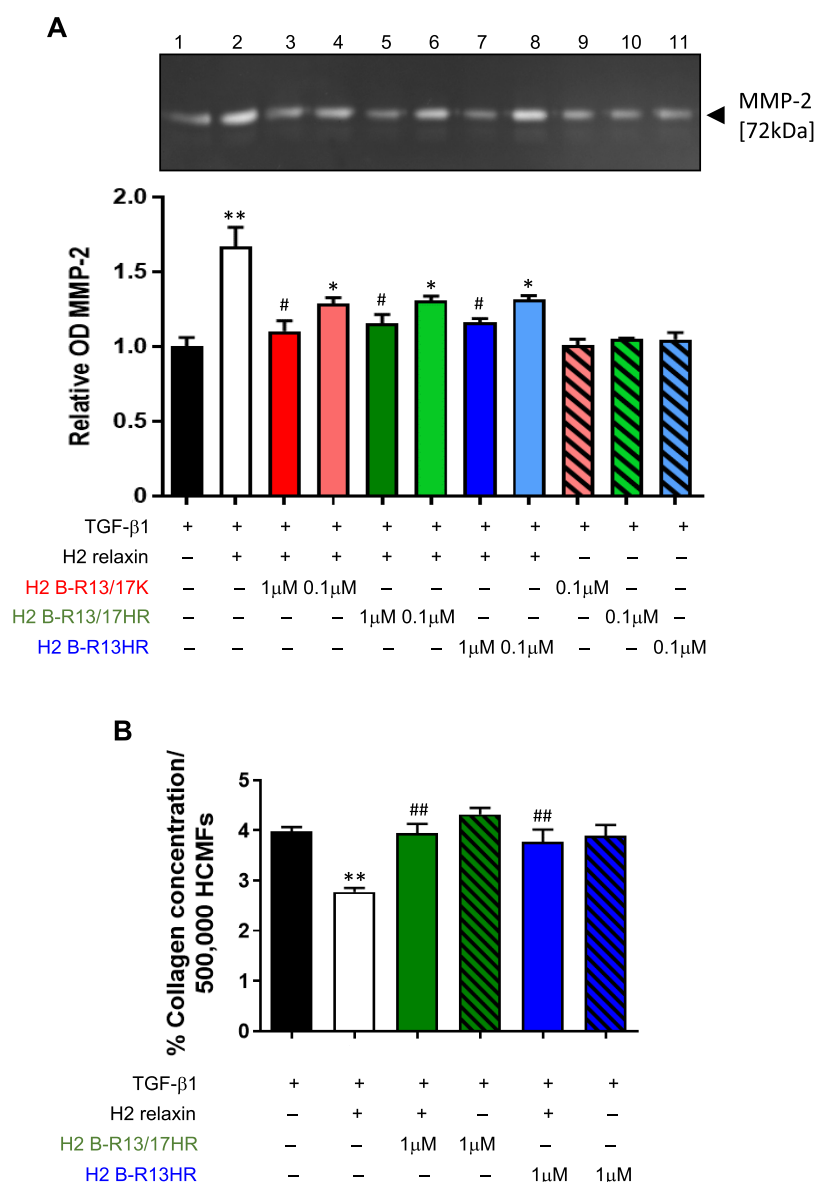 A
1 2 3 4 5 6 7 8 9 10 11
MMP-2
[72kDa]
Relative OD MMP-2
2.0
** 
1.5
# * # * # *
1.0
0.5
0
TGF-β1 + + + + + + + + + + +
H2 relaxin – + + + + + + + – – –
H2 B-R13/17K – – 1μM 0.1μM – – – – 0.1μM – –
H2 B-R13/17HR – – – – 1μM 0.1μM – – – 0.1μM –
H2 B-R13HR – – – – – – 1μM 0.1μM – – 0.1μM
B
% Collagen concentration/
500,000 HCMFs
5
## ##
4
**
3
2
1
0
TGF-β1 + + + + + +
H2 relaxin – + + – + –
H2 B-R13/17HR – – 1μM 1μM – –
H2 B-R13HR – – – – 1μM 1μM